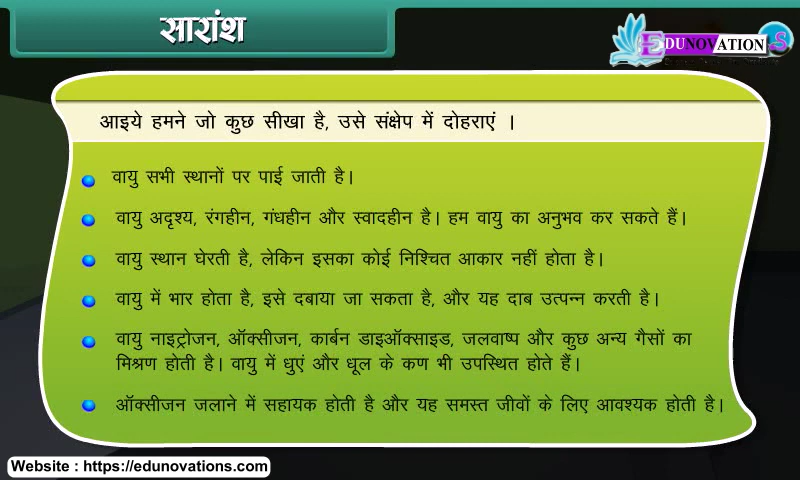 सारांश
EDUNOVATIONS
आइये हमने जो कुछ सीखा है, उसे संक्षेप में दोहराएं ।
वायु सभी स्थानों पर पाई जाती है।
वायु अदृश्य, रंगहीन, गंधहीन और स्वादहीन है। हम वायु का अनुभव कर सकते हैं।
वायु स्थान घेरती है, लेकिन इसका कोई निश्चित आकार नहीं होता है।
वायु में भार होता है, इसे दबाया जा सकता है, और यह दाब उत्पन्न करती है।
वायु नाइट्रोजन, ऑक्सीजन, कार्बन डाइऑक्साइड, जलवाष्प और कुछ अन्य गैसों का
मिश्रण होती है। वायु में धुएं और धूल के कण भी उपस्थित होते हैं।
ऑक्सीजन जलाने में सहायक होती है और यह समस्त जीवों के लिए आवश्यक होती है।
Website : https://edunovations.com